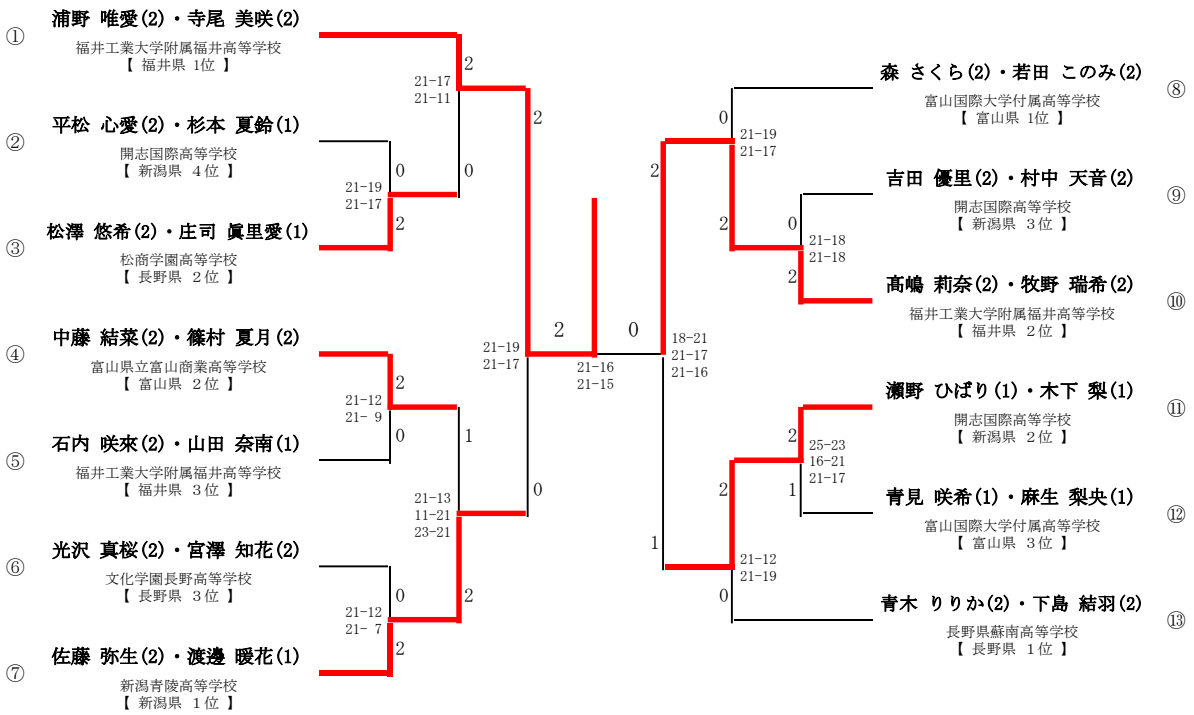 浦野 唯愛(2)・寺尾 美咲(2)
①
福井工業大学附属福井高等学校
【 福井県 1位 】
2
21-17
21-11
平松 心愛(2)・杉本 夏鈴(1)
②
開志国際高等学校
【 新潟県 4位 】
0
0
21-19
21-17
2
松澤 悠希(2)・庄司 眞里愛(1)
③
松商学園高等学校
【 長野県 2位 】
2
中藤 結菜(2)・篠村 夏月(2)
④
富山県立富山商業高等学校
【 富山県 2位 】
2
21-12
21- 9
0
1
石内 咲來(2)・山田 奈南(1)
⑤
福井工業大学附属福井高等学校
【 福井県 3位 】
21-19
21-17
0
21-13
11-21
23-21
光沢 真桜(2)・宮澤 知花(2)
⑥
文化学園長野高等学校
【 長野県 3位 】
0
2
21-12
21- 7
2
佐藤 弥生(2)・渡邊 暖花(1)
⑦
新潟青陵高等学校
【 新潟県 1位 】
2
0
21-16
21-15
森 さくら(2)・若田 このみ(2)
⑧
富山国際大学付属高等学校
【 富山県 1位 】
0
21-19
21-17
2
2
吉田 優里(2)・村中 天音(2)
⑨
開志国際高等学校
【 新潟県 3位 】
0
21-18
21-18
2
髙嶋 莉奈(2)・牧野 瑞希(2)
⑩
福井工業大学附属福井高等学校
【 福井県 2位 】
18-21
21-17
21-16
瀬野 ひばり(1)・木下 梨(1)
⑪
開志国際高等学校
【 新潟県 2位 】
2
25-23
16-21
21-17
1
2
青見 咲希(1)・麻生 梨央(1)
⑫
富山国際大学付属高等学校
【 富山県 3位 】
1
21-12
21-19
0
青木 りりか(2)・下島 結羽(2)
⑬
長野県蘇南高等学校
【 長野県 1位 】